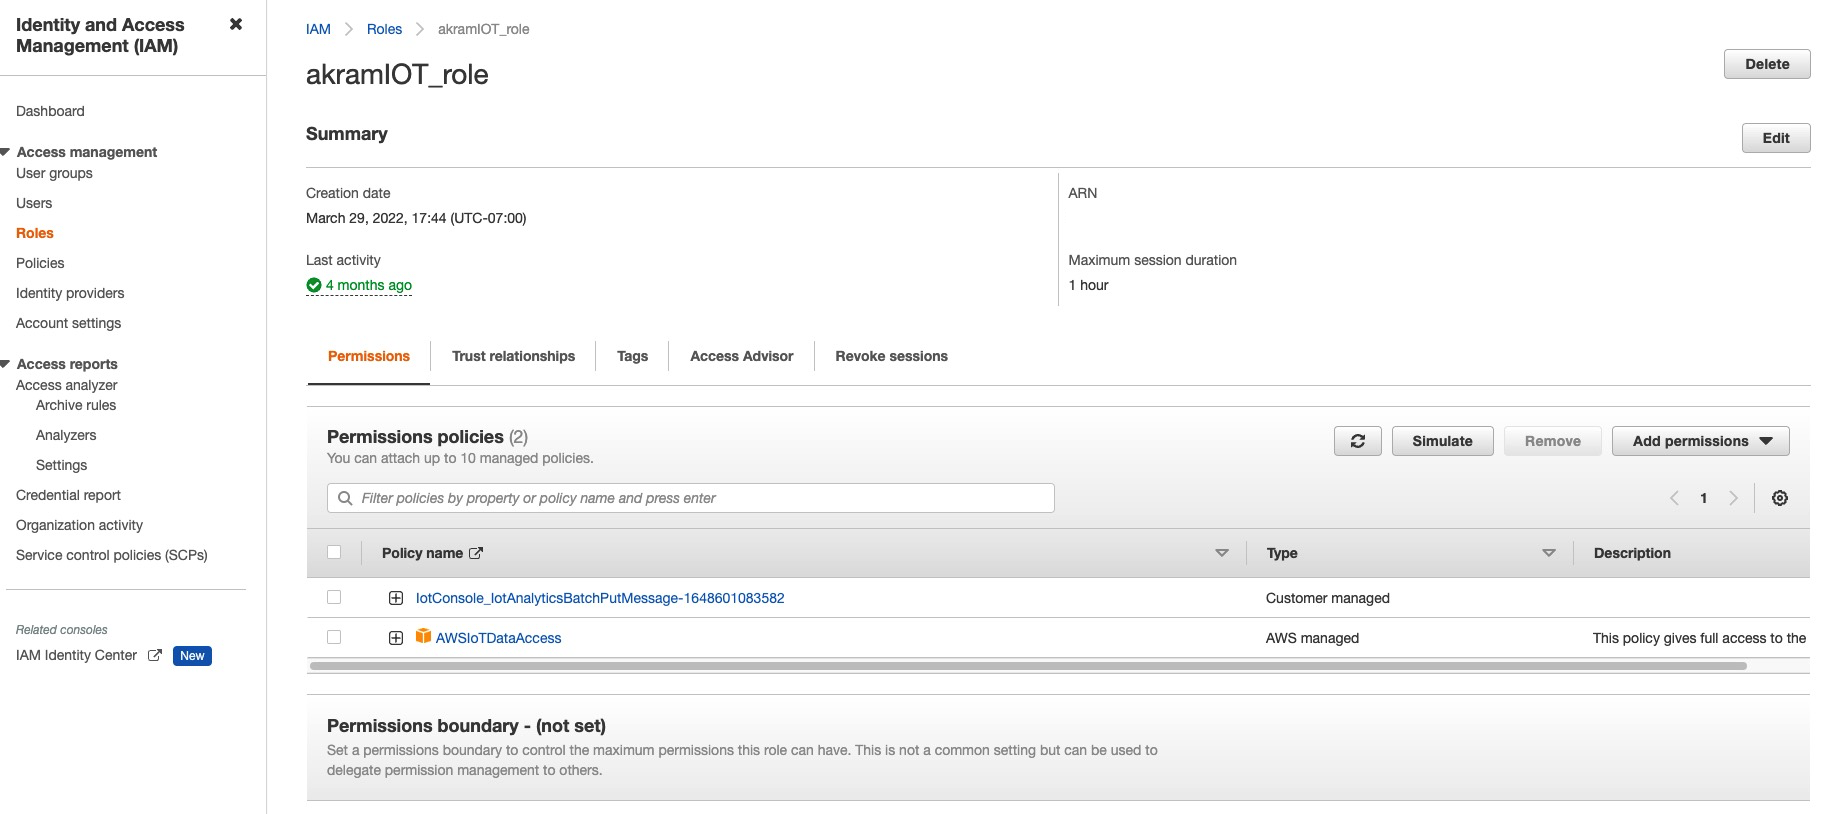 Identity and Access
Management (IAM)
Dashboard
Access management
User groups
Users
Roles
Policies
Identity providers
Account settings
Access reports
Access analyzer
Archive rules
Analyzers
Settings
Credential report
Organization activity
Service control policies (SCPs)
Related consoles
IAM Identity Center New
IAM Roles akramIOT_role
akramIOT_role
Delete
Summary
Edit
Creation date
March 29, 2022, 17:44 (UTC-07:00)
ARN
Last activity
4 months ago
Maximum session duration
1 hour
Permissions Trust relationships Tags Access Advisor Revoke sessions
Permissions policies (2)
You can attach up to 10 managed policies.
Simulate Remove Add permissions
Filter policies by property or policy name and press enter
1
Policy name Type Description
IotConsole_IotAnalyticsBatchPutMessage-1648601083582 Customer managed
AWSIoTDataAccess AWS managed This policy gives full access to the
Permissions boundary - (not set)
Set a permissions boundary to control the maximum permissions this role can have. This is not a common setting but can be used to
delegate permission management to others.